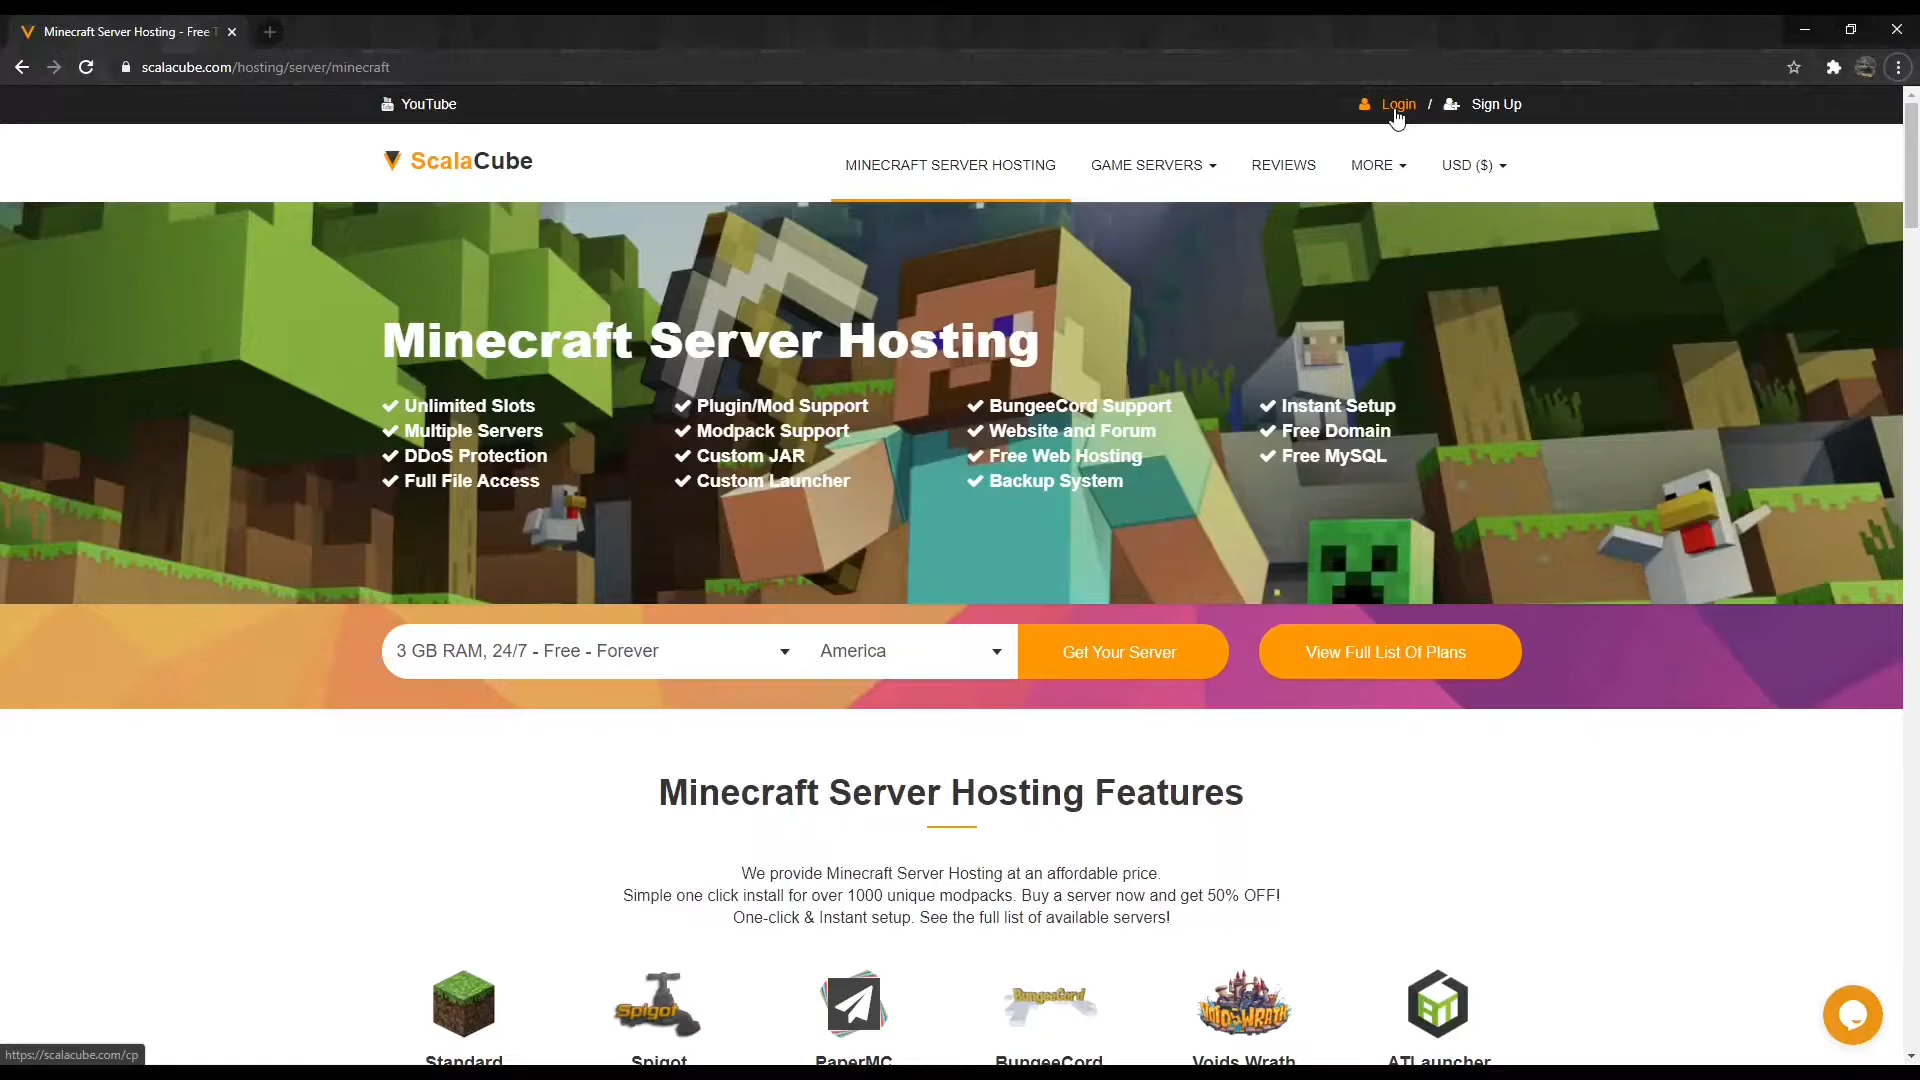 Minecraft Server Hosting - Free T
scalacube.com/hosting/server/minecraft
YouTube
Login / Sign Up
ScalaCube
MINECRAFT SERVER HOSTING GAME SERVERS REVIEWS MORE USD ($)
Minecraft Server Hosting
Unlimited Slots Plugin/Mod Support BungeeCord Support Instant Setup
Multiple Servers Modpack Support Website and Forum Free Domain
DDoS Protection Custom JAR Free Web Hosting Free MySQL
Full File Access Custom Launcher Backup System
3 GB RAM, 24/7 - Free - Forever America Get Your Server View Full List Of Plans
Minecraft Server Hosting Features
We provide Minecraft Server Hosting at an affordable price.
Simple one click install for over 1000 unique modpacks. Buy a server now and get 50% OFF!
One-click & Instant setup. See the full list of available servers!
Spigot BungeeCord VOIDSWRATH
Standard Spigot PaperMC BungeeCord Voids Wrath ATLauncher
https://scalacube.com/cp